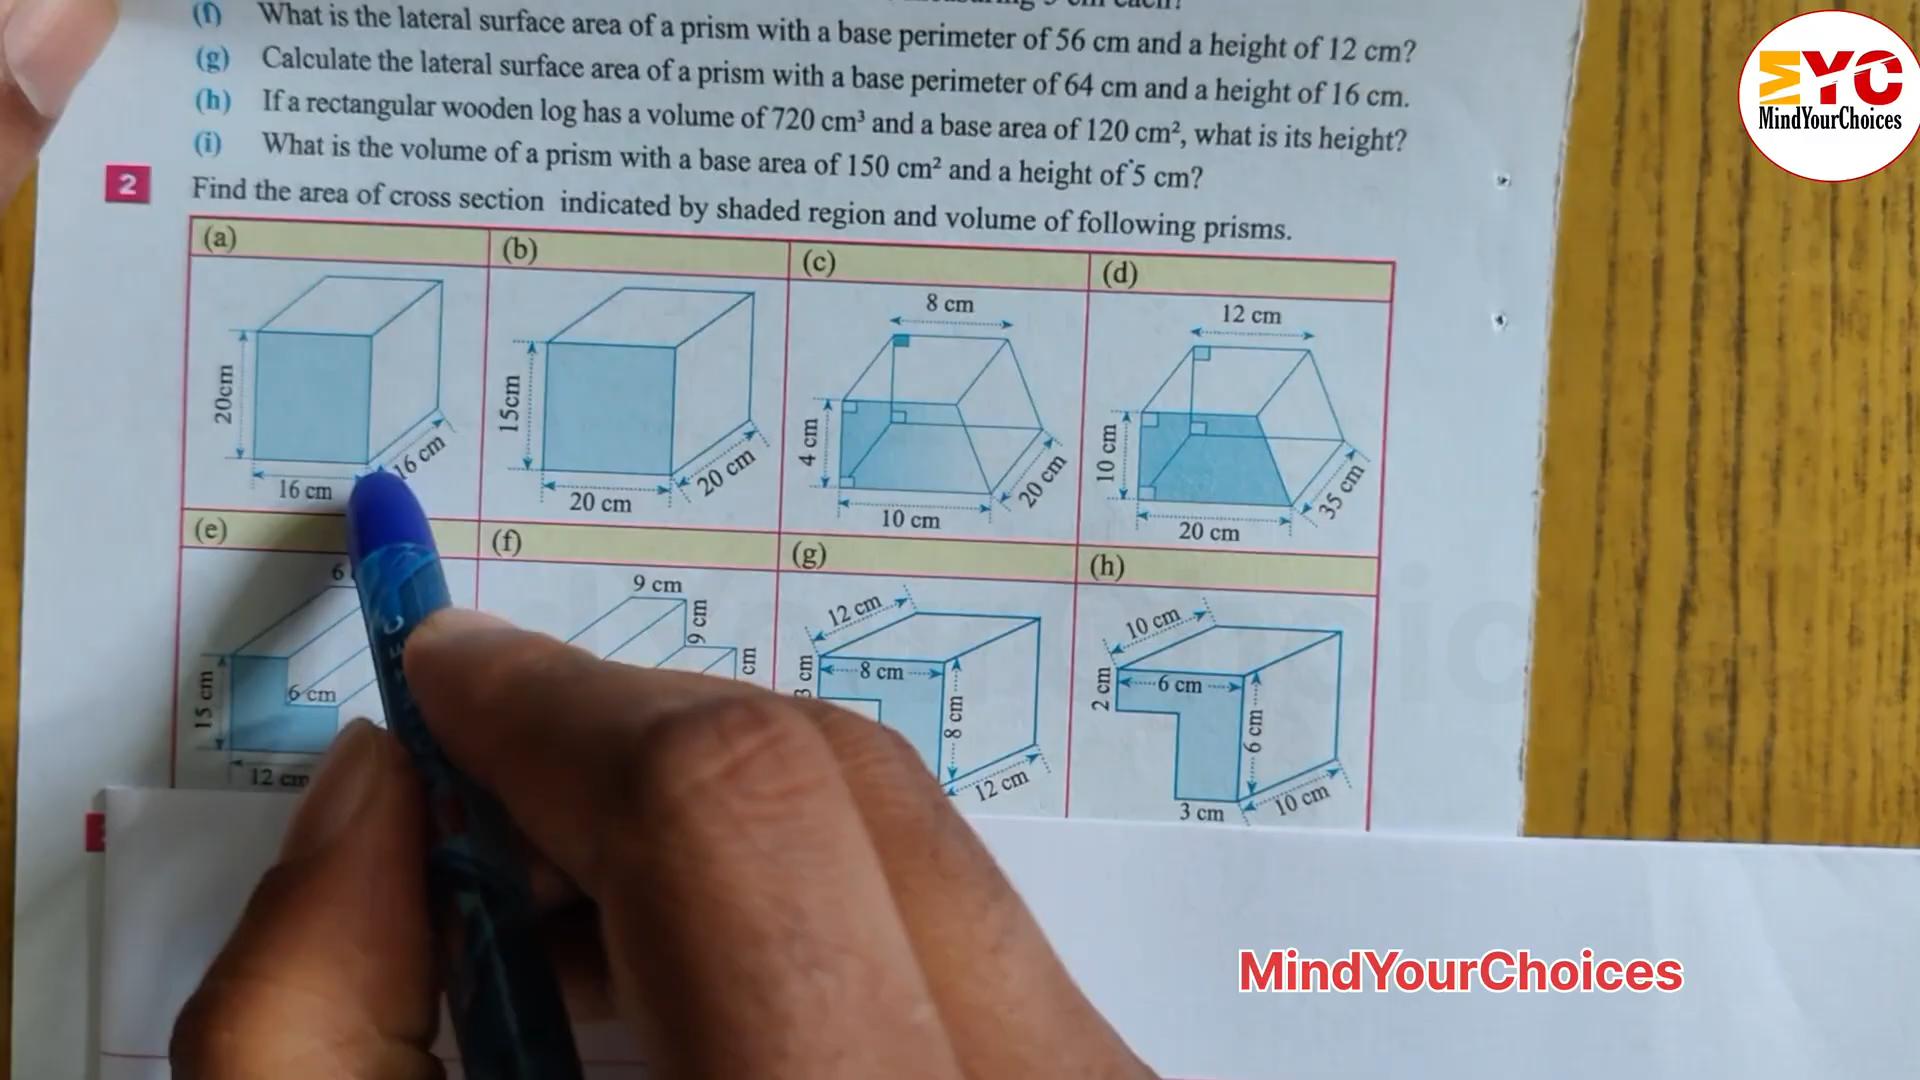 (f) What is the lateral surface area of a prism with a base perimeter of 56 cm and a height of 12 cm?
(g) Calculate the lateral surface area of a prism with a base perimeter of 64 cm and a height of 16 cm.
(h) If a rectangular wooden log has a volume of 720 cm³ and a base area of 120 cm², what is its height?
(i) What is the volume of a prism with a base area of 150 cm² and a height of 5 cm?
2 Find the area of cross section indicated by shaded region and volume of following prisms.
(a) (b) (c) (d)
20cm
16 cm
16 cm
15cm
20 cm
20 cm
8 cm
4 cm
10 cm
20 cm
12 cm
10 cm
20 cm
35 cm
(e) (f) (g) (h)
6
15 cm
6 cm
12 cm
9 cm
9 cm
cm
12 cm
3 cm
8 cm
8 cm
12 cm
10 cm
2 cm
6 cm
6 cm
3 cm
10 cm
MYC
MindYourChoices
MindYourChoices